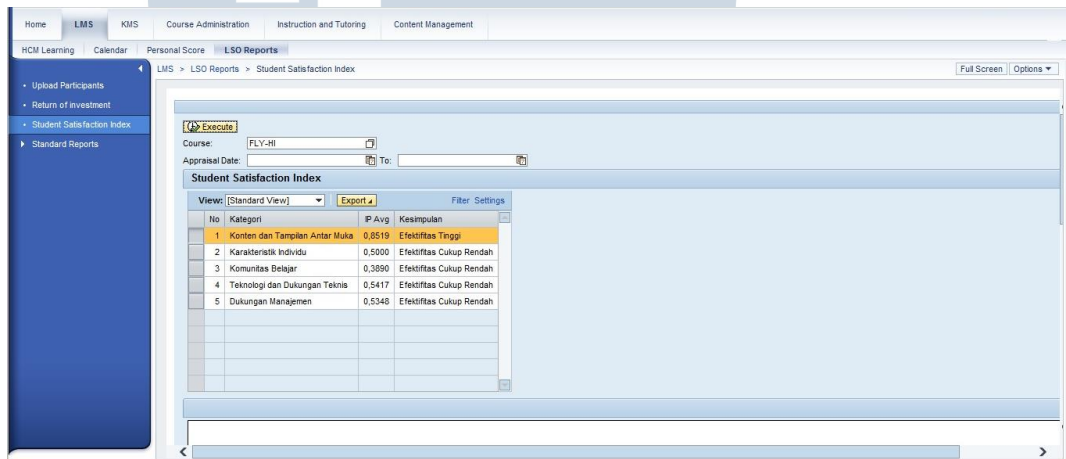 Home LMS KMS Course Administration Instruction and Tutoring Content Management
HCM Learning Calendar Personal Score LSO Reports
LMS > LSO Reports > Student Satisfaction Index Full Screen Options
Upload Participants
Return of investment
Student Satisfaction Index
Standard Reports
Execute
Course: FLY-HI
Appraisal Date: To:
Student Satisfaction Index
View: [Standard View] Export Filter Settings
No Kategori IP Avg Kesimpulan
1 Konten dan Tampilan Antar Muka 0,8519 Efektifitas Tinggi
2 Karakteristik Individu 0,5000 Efektifitas Cukup Rendah
3 Komunitas Belajar 0,3890 Efektifitas Cukup Rendah
4 Teknologi dan Dukungan Teknis 0,5417 Efektifitas Cukup Rendah
5 Dukungan Manajemen 0,5348 Efektifitas Cukup Rendah